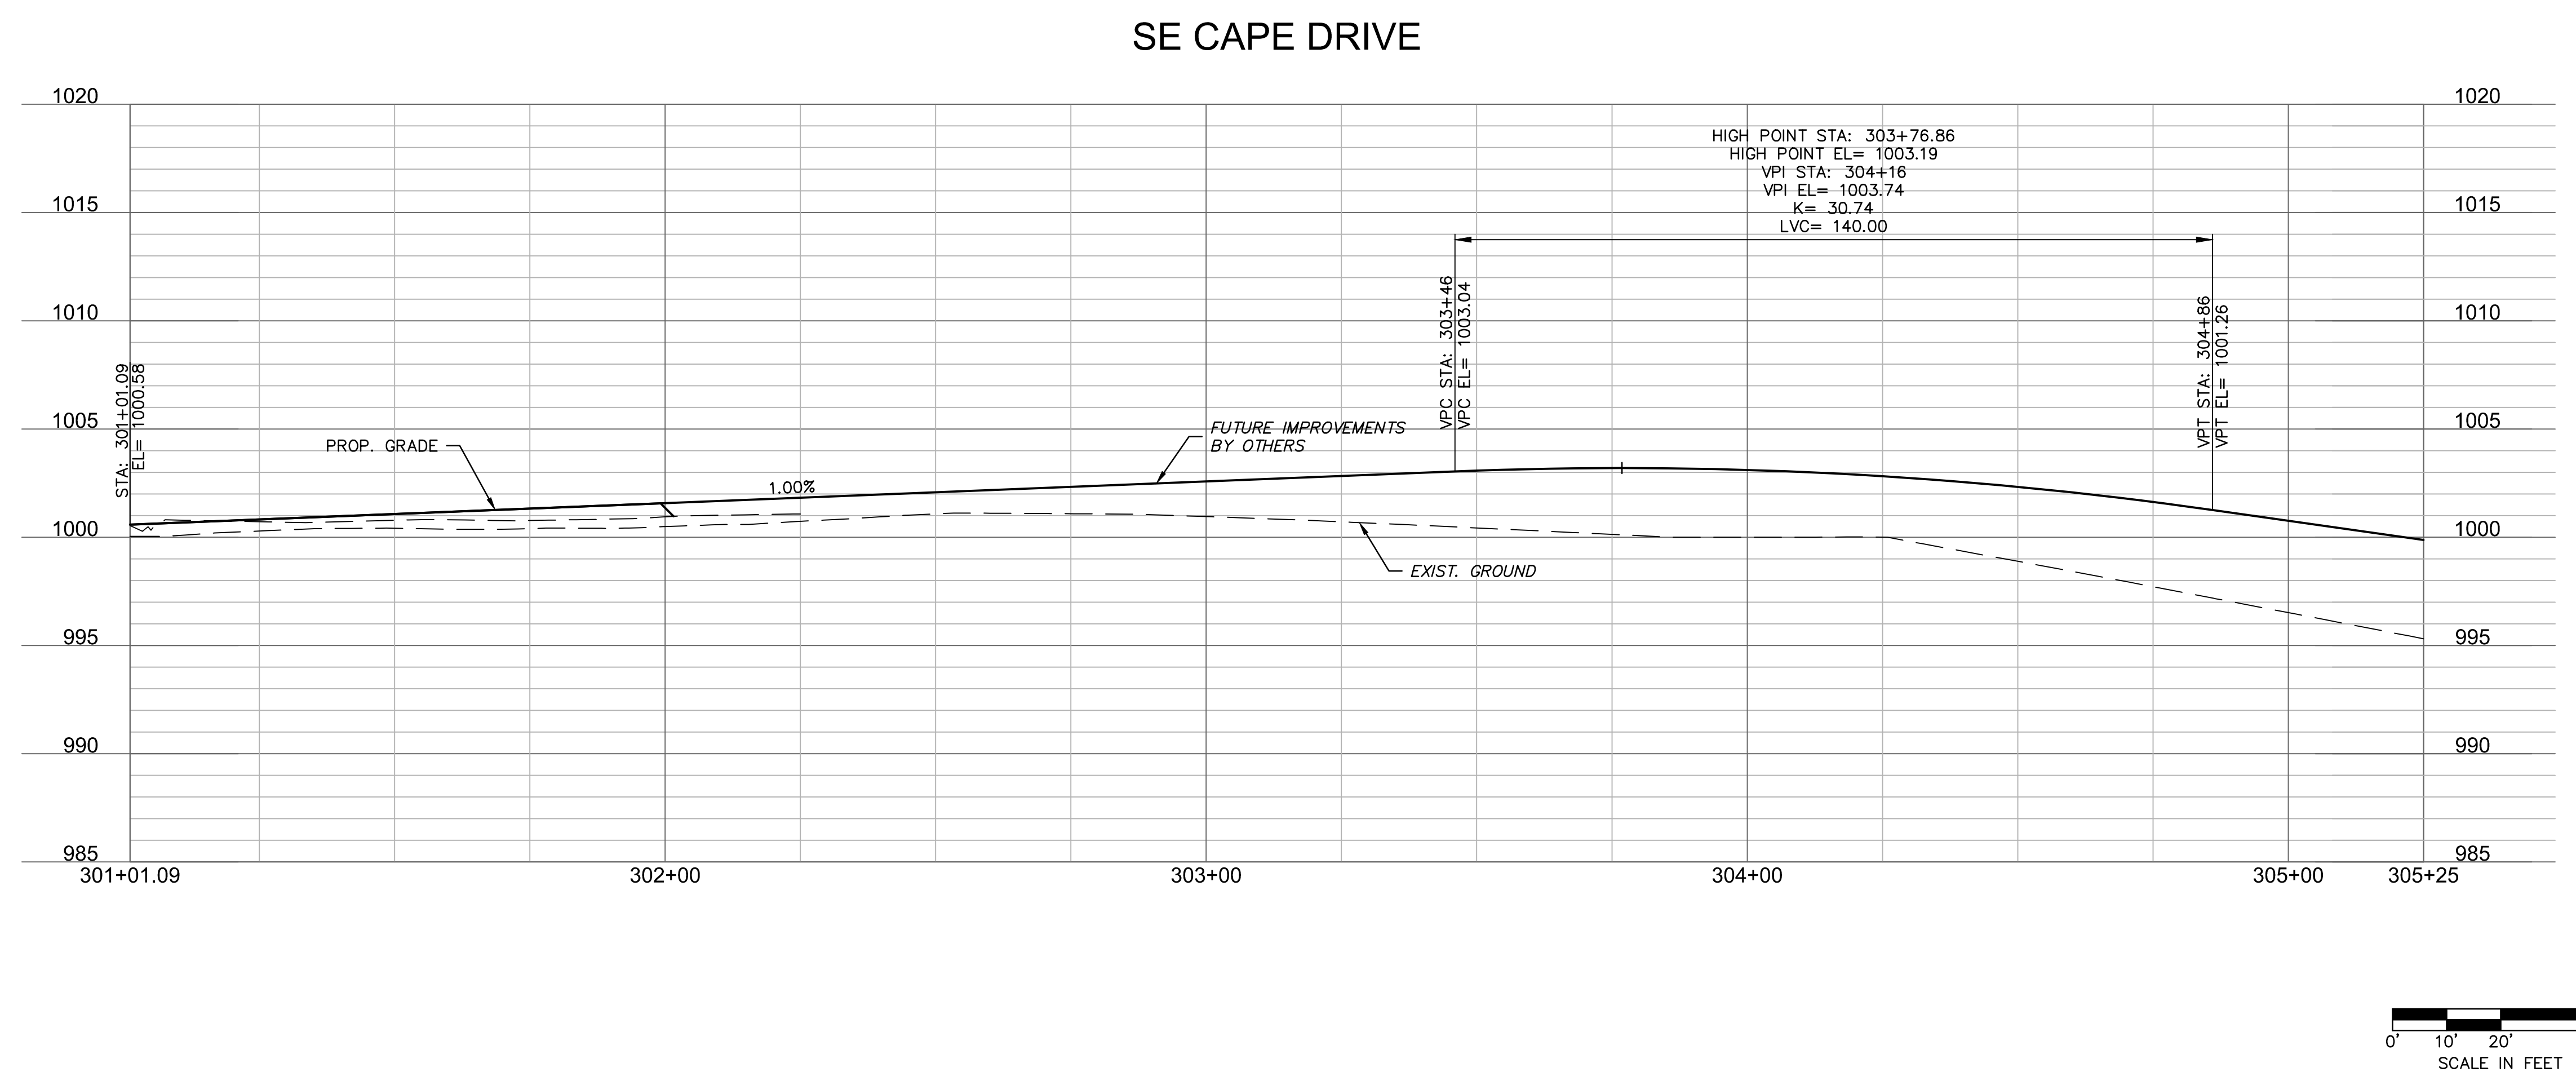 SE CAPE DRIVE
1020
1020
HIGH POINT STA: 303+76.86
HIGH POINT EL= 1003.19
VPI STA: 304+16
VPI EL= 1003.74
K= 30.74
LVC= 140.00
1015
1015
1010
1010
VPC STA: 303+46
VPC EL= 1003.04
VPT STA: 304+86
VPT EL= 1001.26
STA: 301+01.09
EL= 1000.58
1005
1005
PROP. GRADE
FUTURE IMPROVEMENTS
BY OTHERS
1.00%
1000
1000
EXIST. GROUND
995
995
990
990
985
985
301+01.09
302+00
303+00
304+00
305+00
305+25
0' 10' 20'
SCALE IN FEET